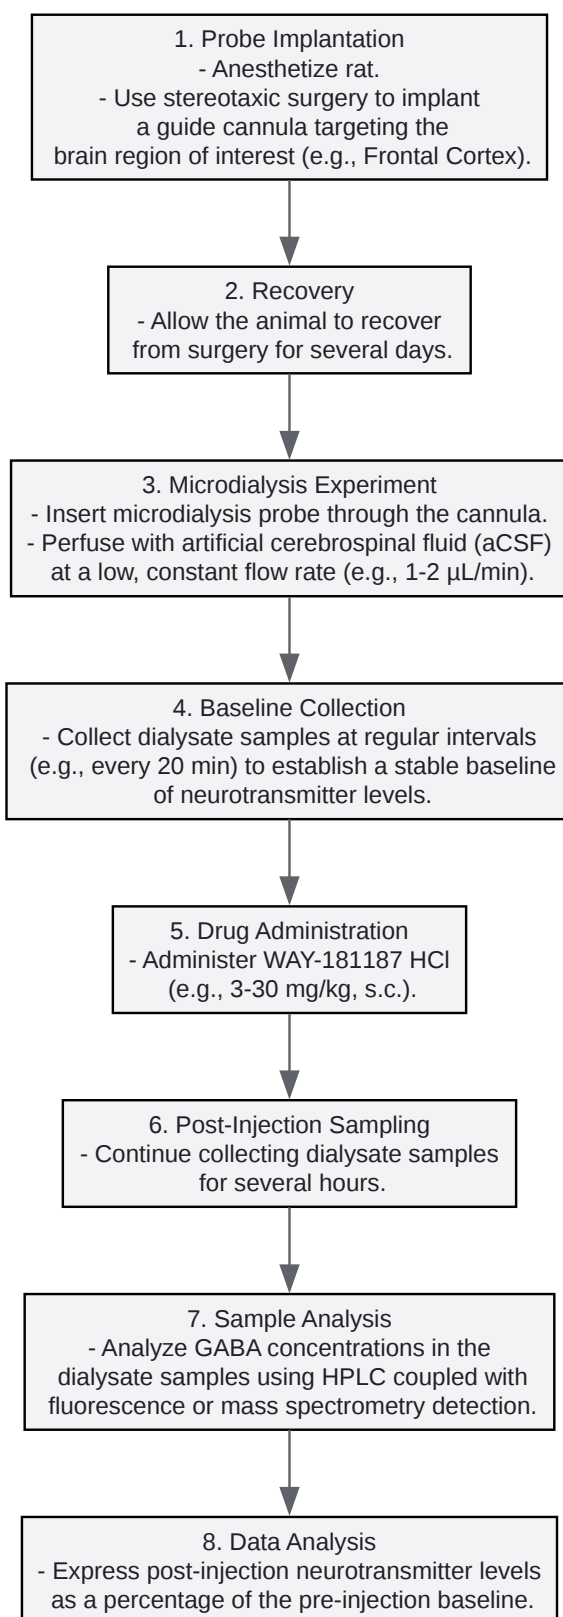 1. Probe Implantation
- Anesthetize rat.
- Use stereotaxic surgery to implant
a guide cannula targeting the
brain region of interest (e.g., Frontal Cortex).
2. Recovery
- Allow the animal to recover
from surgery for several days.
3. Microdialysis Experiment
- Insert microdialysis probe through the cannula.
- Perfuse with artificial cerebrospinal fluid (aCSF)
at a low, constant flow rate (e.g., 1-2 µL/min).
4. Baseline Collection
- Collect dialysate samples at regular intervals
(e.g., every 20 min) to establish a stable baseline
of neurotransmitter levels.
5. Drug Administration
- Administer WAY-181187 HCl
(e.g., 3-30 mg/kg, s.c.).
6. Post-Injection Sampling
- Continue collecting dialysate samples
for several hours.
7. Sample Analysis
- Analyze GABA concentrations in the
dialysate samples using HPLC coupled with
fluorescence or mass spectrometry detection.
8. Data Analysis
- Express post-injection neurotransmitter levels
as a percentage of the pre-injection baseline.